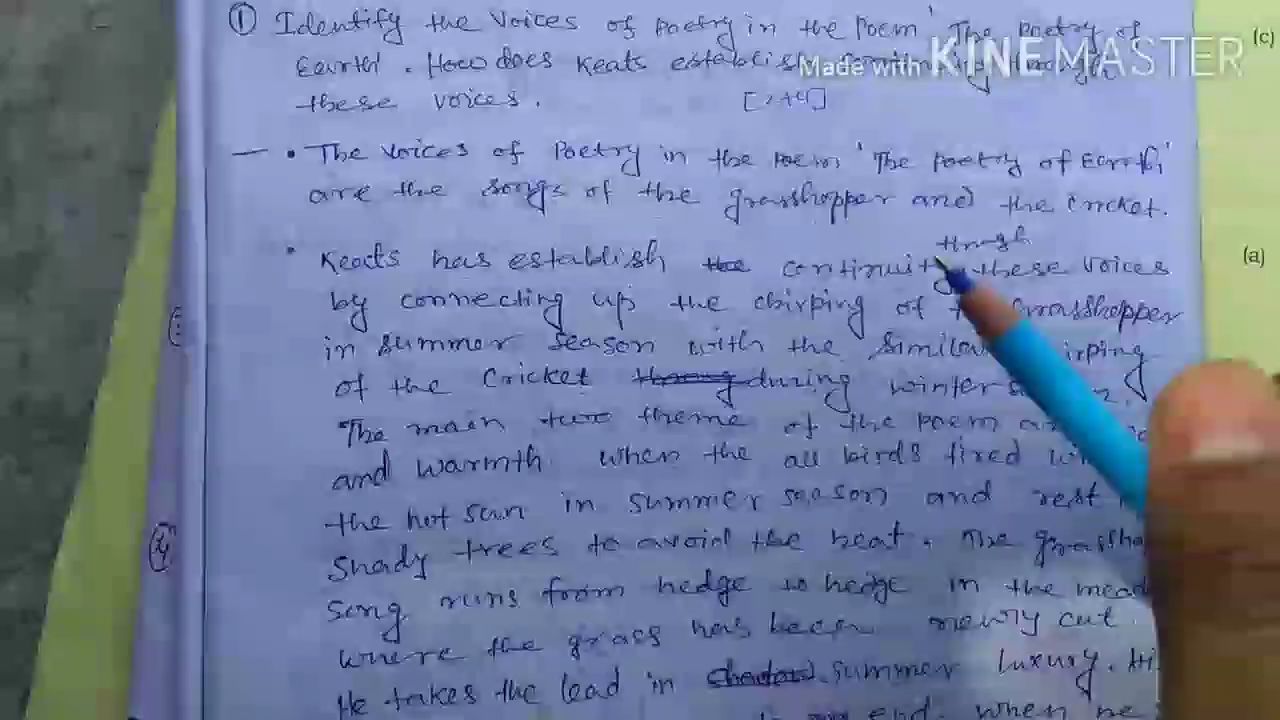 ① Identify the Voices of Poetry in the Poem 'The Poetry of
Earth'. How does Keats establish through
these voices. [2+4]
Made with KINEMASTER
(c)
— • The Voices of Poetry in the Poem 'The Poetry of Earth'
are the songs of the grasshopper and the Cricket.
through
• Keats has establish the continuity these voices
(a)
by connecting up the chirping of Grasshopper
in summer season with the similar
of the Cricket during winter
The main two theme of the poem
and warmth. when the all birds tired
the hot sun in summer season and rest
shady trees to avoid the heat. The
song runs from hedge to hedge in the
where the grass has been newly cut.
He takes the lead in summer luxury.
end, when he